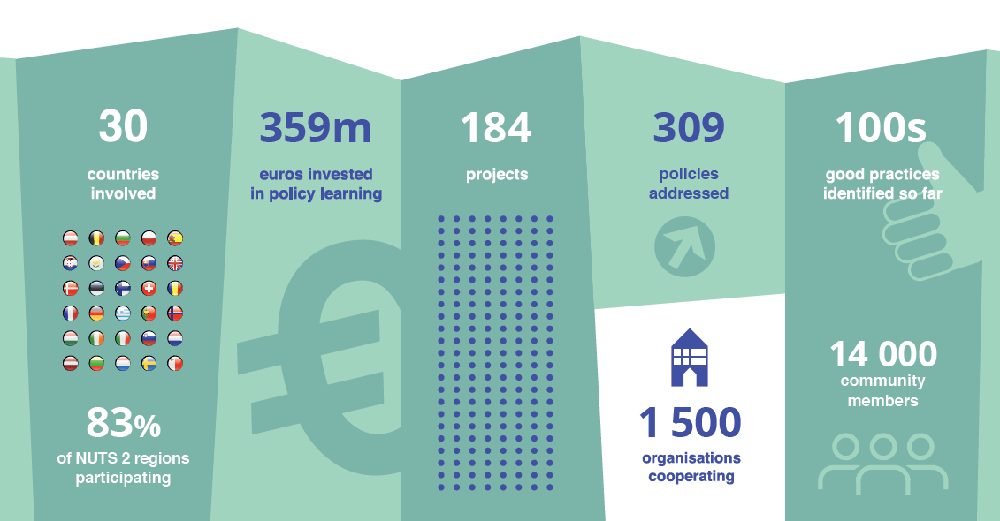 30
countries
involved
83%
of NUTS 2 regions
participating
359m
euros invested
in policy learning
€
184
projects
309
policies
addressed
1 500
organisations
cooperating
100s
good practices
identified so far
14 000
community
members